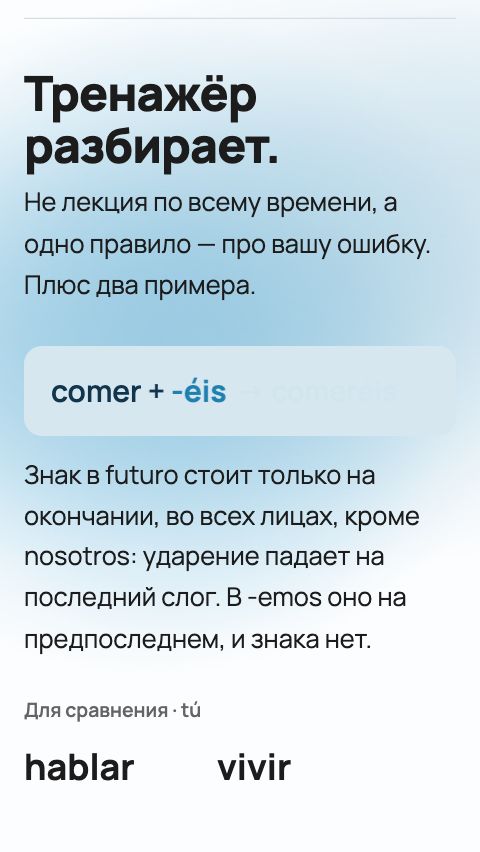 Тренажёр
разбирает.
Не лекция по всему времени, а
одно правило — про вашу ошибку.
Плюс два примера.
comer + -éis →
Знак в futuro стоит только на
окончании, во всех лицах, кроме
nosotros: ударение падает на
последний слог. В -emos оно на
предпоследнем, и знака нет.
Для сравнения · tú
hablar vivir